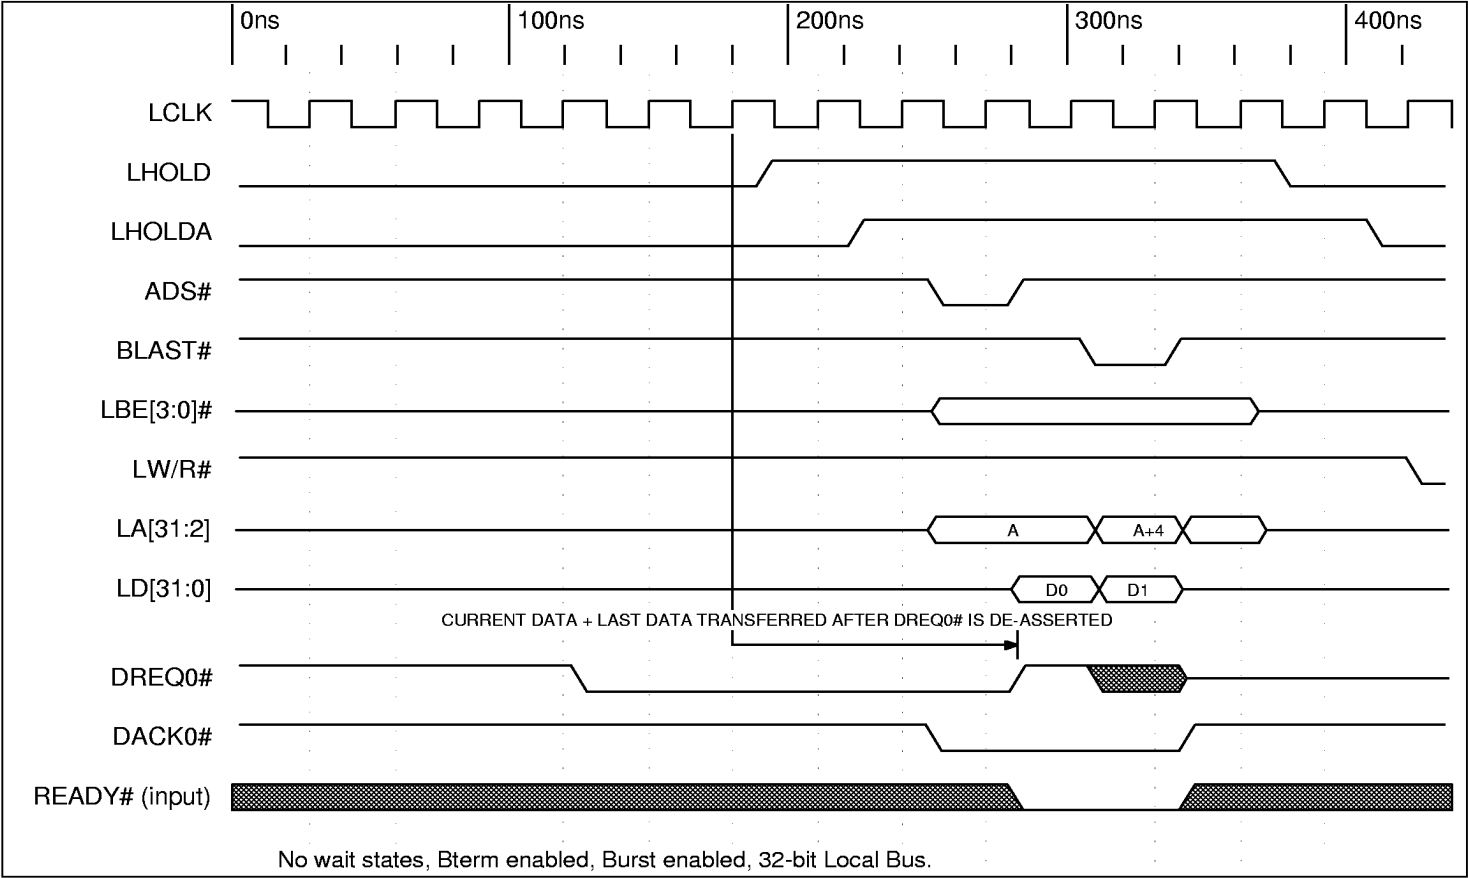 0ns 100ns 200ns 300ns 400ns
LCLK
LHOLD
LHOLDA
ADS#
BLAST#
LBE[3:0]#
LW/R#
LA[31:2] A A+4
LD[31:0] D0 D1
CURRENT DATA + LAST DATA TRANSFERRED AFTER DREQ0# IS DE-ASSERTED
DREQ0#
DACK0#
READY# (input)
No wait states, Bterm enabled, Burst enabled, 32-bit Local Bus.